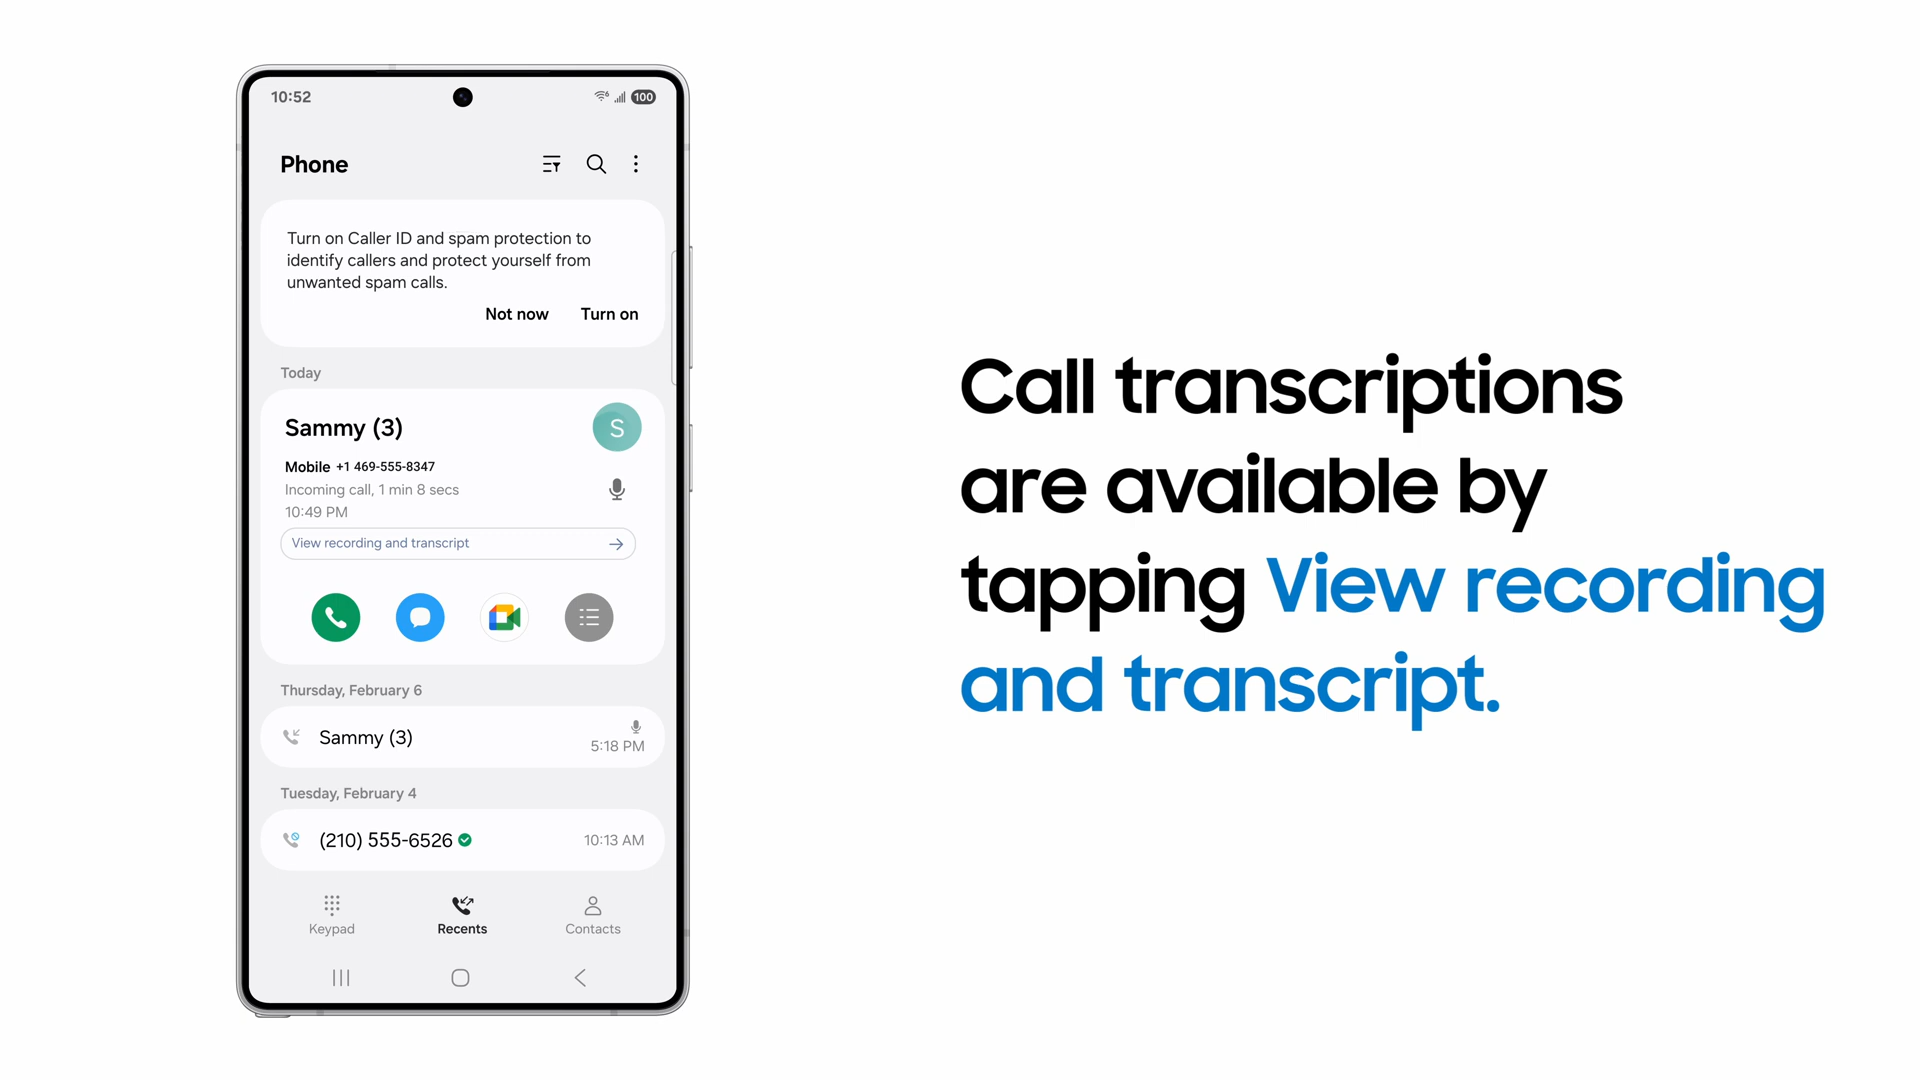 10:52
100
Phone
Turn on Caller ID and spam protection to
identify callers and protect yourself from
unwanted spam calls.
Not now Turn on
Today
Sammy (3)
S
Mobile +1 469-555-8347
Incoming call, 1 min 8 secs
10:49 PM
View recording and transcript
Thursday, February 6
Sammy (3)
5:18 PM
Tuesday, February 4
(210) 555-6526 10:13 AM
Keypad Recents Contacts
Call transcriptions
are available by
tapping View recording
and transcript.